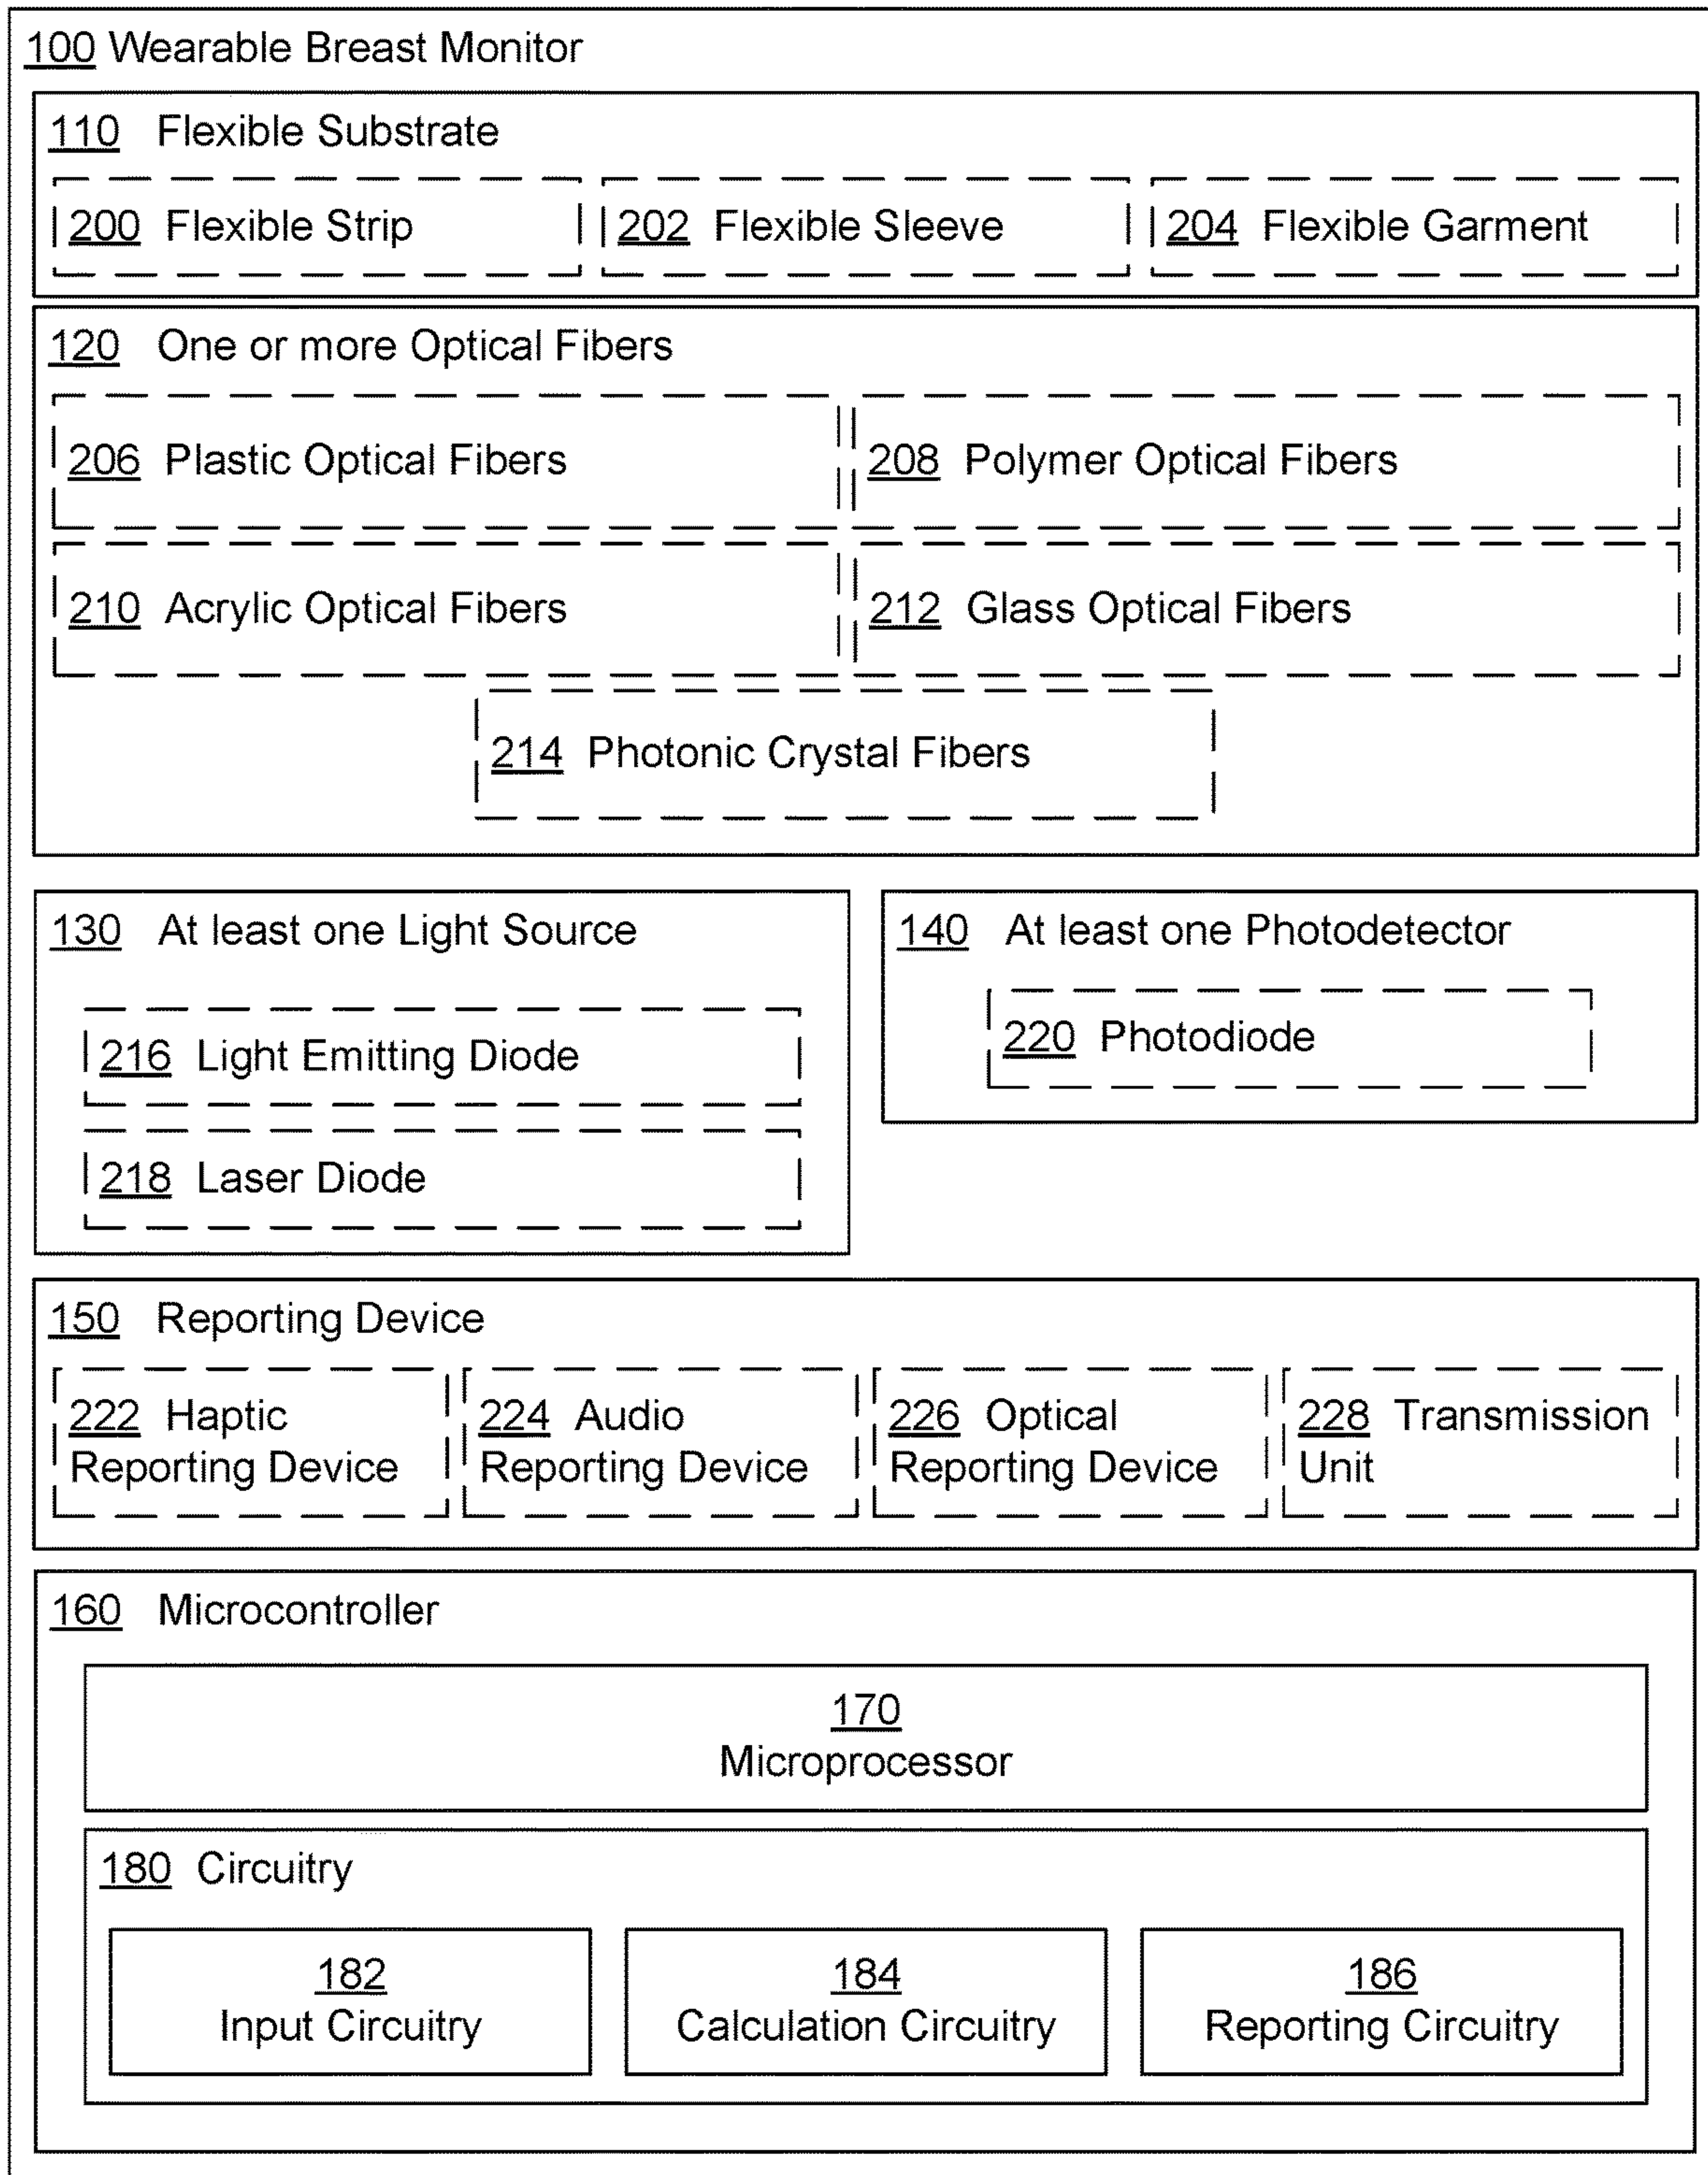 100 Wearable Breast Monitor
110 Flexible Substrate
200 Flexible Strip
202 Flexible Sleeve
204 Flexible Garment
120 One or more Optical Fibers
206 Plastic Optical Fibers
208 Polymer Optical Fibers
210 Acrylic Optical Fibers
212 Glass Optical Fibers
214 Photonic Crystal Fibers
130 At least one Light Source
216 Light Emitting Diode
218 Laser Diode
140 At least one Photodetector
220 Photodiode
150 Reporting Device
222 Haptic
Reporting Device
224 Audio
Reporting Device
226 Optical
Reporting Device
228 Transmission
Unit
160 Microcontroller
170
Microprocessor
180 Circuitry
182
Input Circuitry
184
Calculation Circuitry
186
Reporting Circuitry